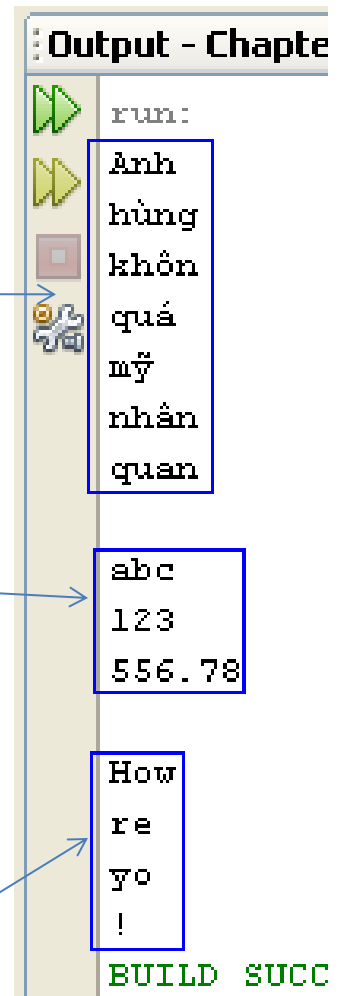 Output - Chapte
run:
Anh
hùng
khôn
quá
mỹ
nhân
quan
abc
123
556.78
How
re
yo
!
BUILD SUCC